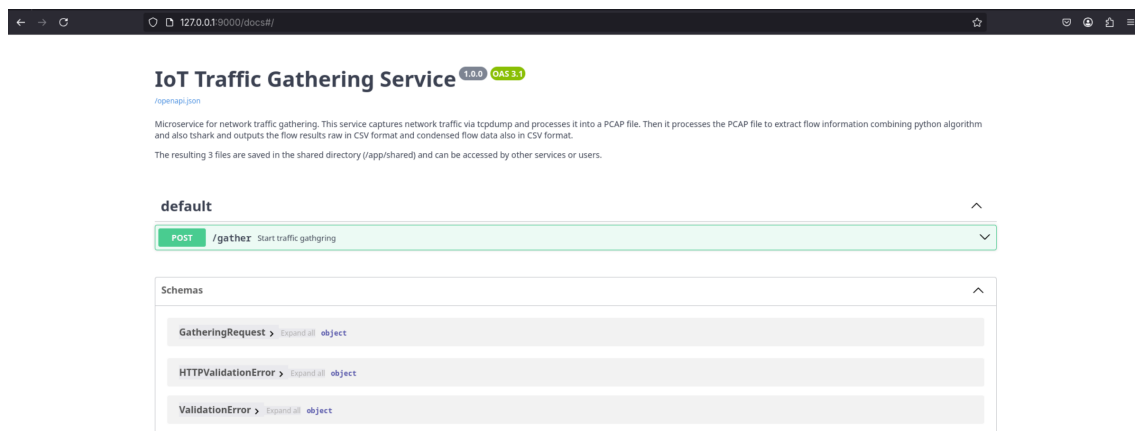 127.0.0.1:9000/docs#/
IoT Traffic Gathering Service 1.0.0 OAS 3.1
/openapi.json
Microservice for network traffic gathering. This service captures network traffic via tcpdump and processes it into a PCAP file. Then it processes the PCAP file to extract flow information combining python algorithm
and also tshark and outputs the flow results raw in CSV format and condensed flow data also in CSV format.
The resulting 3 files are saved in the shared directory (/app/shared) and can be accessed by other services or users.
default
POST /gather Start traffic gathgring
Schemas
GatheringRequest Expand all object
HTTPValidationError Expand all object
ValidationError Expand all object